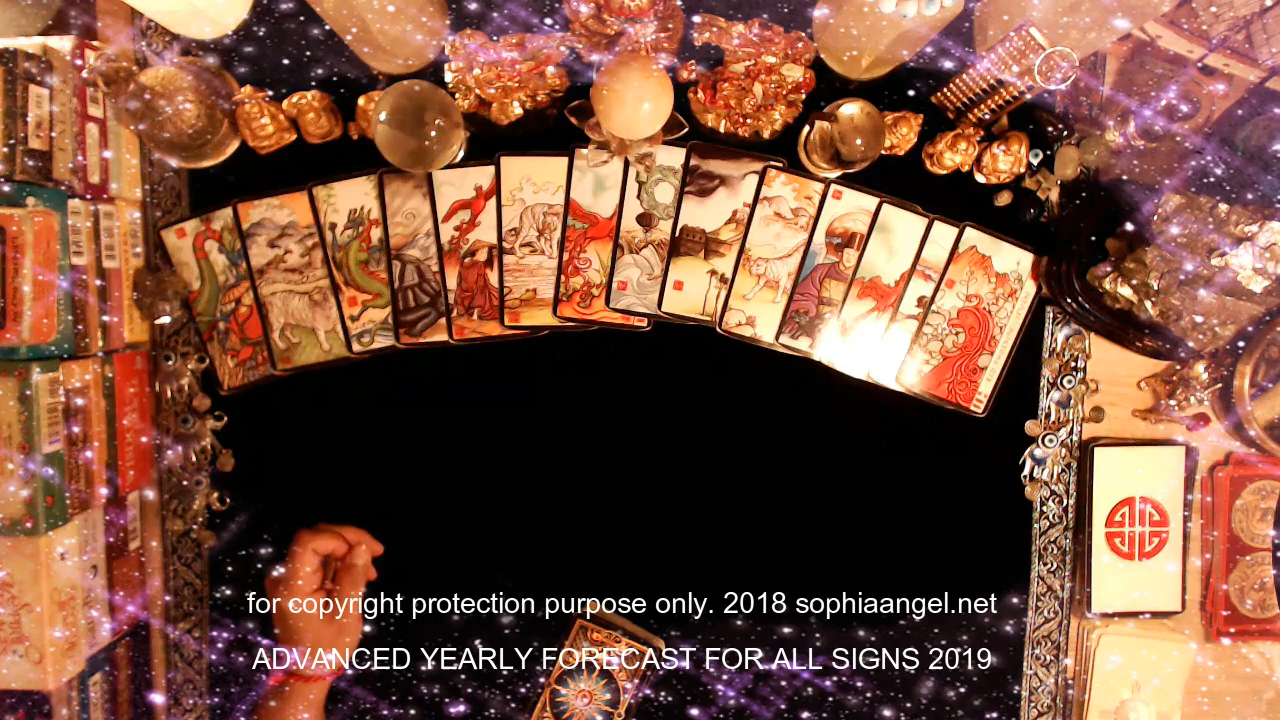 for copyright protection purpose only. 2018 sophiaangel.net
ADVANCED YEARLY FORECAST FOR ALL SIGNS 2019